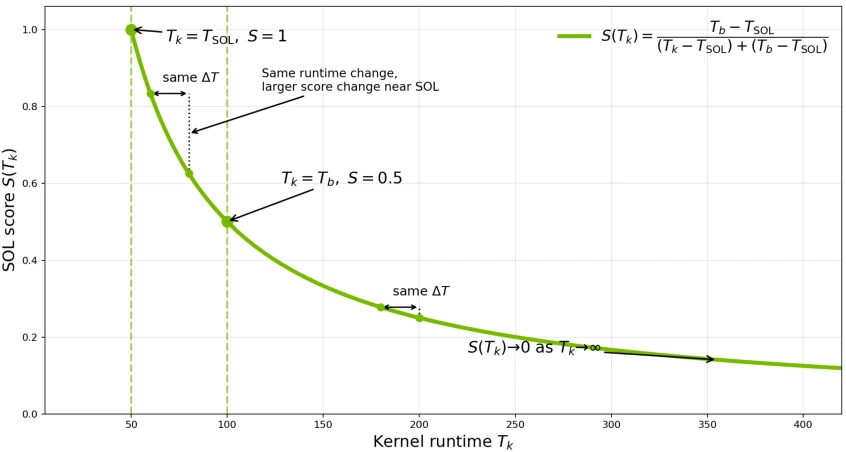 S(T_k) = \frac{T_b − T_SOL}{(T_k − T_SOL) + (T_b − T_SOL)}
T_k = T_SOL, S = 1
same ΔT
Same runtime change,
larger score change near SOL
T_k = T_b, S = 0.5
same ΔT
S(T_k)→0 as T_k→∞
SOL score S(T_k)
1.0
0.8
0.6
0.4
0.2
0.0
50 100 150 200 250 300 350 400
Kernel runtime T_k